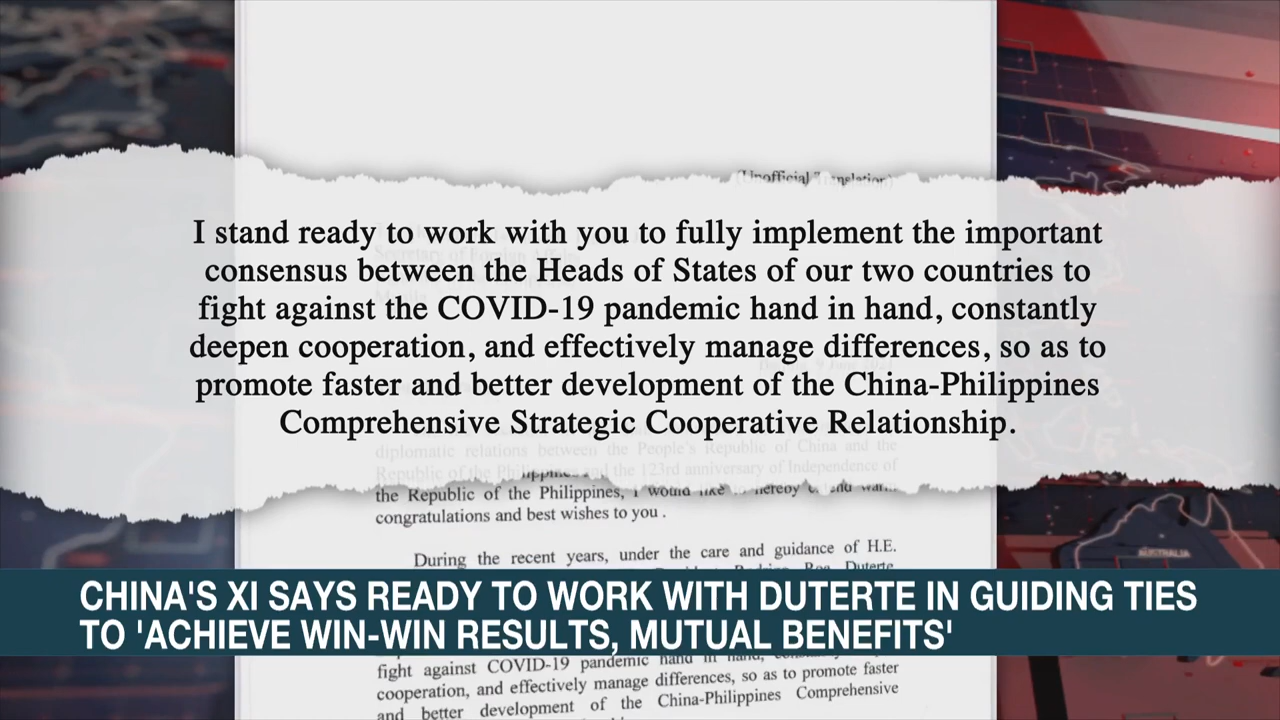 (Unofficial Translation)
I stand ready to work with you to fully implement the important
consensus between the Heads of States of our two countries to
fight against the COVID-19 pandemic hand in hand, constantly
deepen cooperation, and effectively manage differences, so as to
promote faster and better development of the China-Philippines
Comprehensive Strategic Cooperative Relationship.
diplomatic relations between the People's Republic of China and the
Republic of the Philippines and the 123rd anniversary of Independence of
the Republic of the Philippines, I would like to hereby extend warm
congratulations and best wishes to you .
During the recent years, under the care and guidance of H.E.
Duterte
AUSTRALIA
CHINA'S XI SAYS READY TO WORK WITH DUTERTE IN GUIDING TIES
TO 'ACHIEVE WIN-WIN RESULTS, MUTUAL BENEFITS'
fight against COVID-19 pandemic hand in hand,
cooperation, and effectively manage differences, so as to promote faster
and better development of the China-Philippines Comprehensive